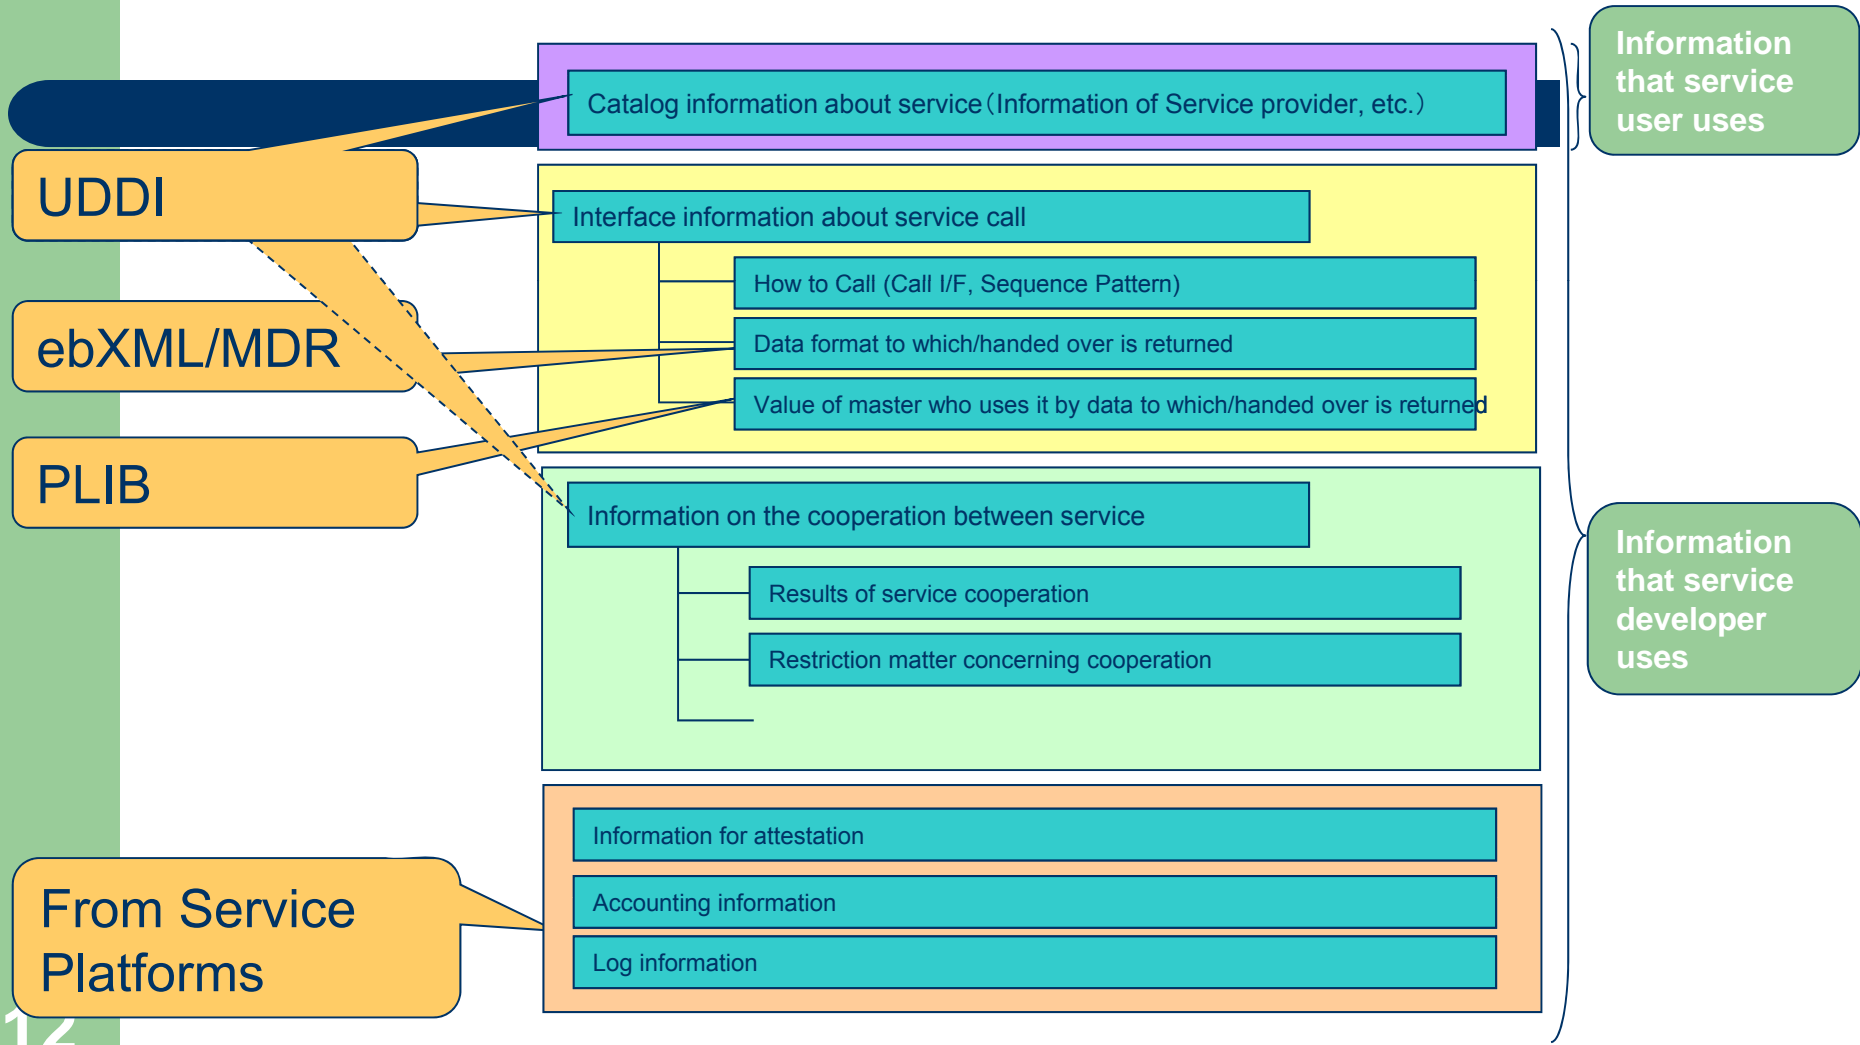 Catalog information about service（Information of Service provider, etc.）
Information
that service
user uses
UDDI
Interface information about service call
How to Call (Call I/F, Sequence Pattern)
ebXML/MDR
Data format to which/handed over is returned
Value of master who uses it by data to which/handed over is returned
PLIB
Information on the cooperation between service
Results of service cooperation
Restriction matter concerning cooperation
Information
that service
developer
uses
Information for attestation
From Service
Platforms
Accounting information
Log information
12